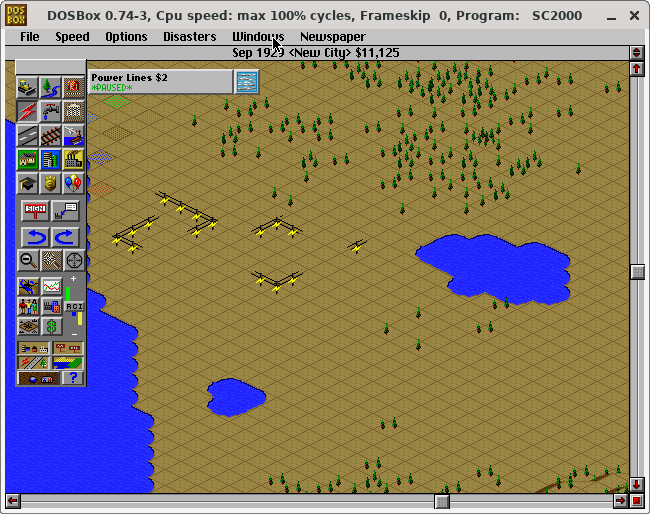 DOS
BOX
DOSBox 0.74-3, Cpu speed: max 100% cycles, Frameskip 0, Program: SC2000
File Speed Options Disasters Windows Newspaper
Sep 1929 <New City> $11,125
Power Lines $2
*PAUSED*
SIGN
+
RCI
$
−
?